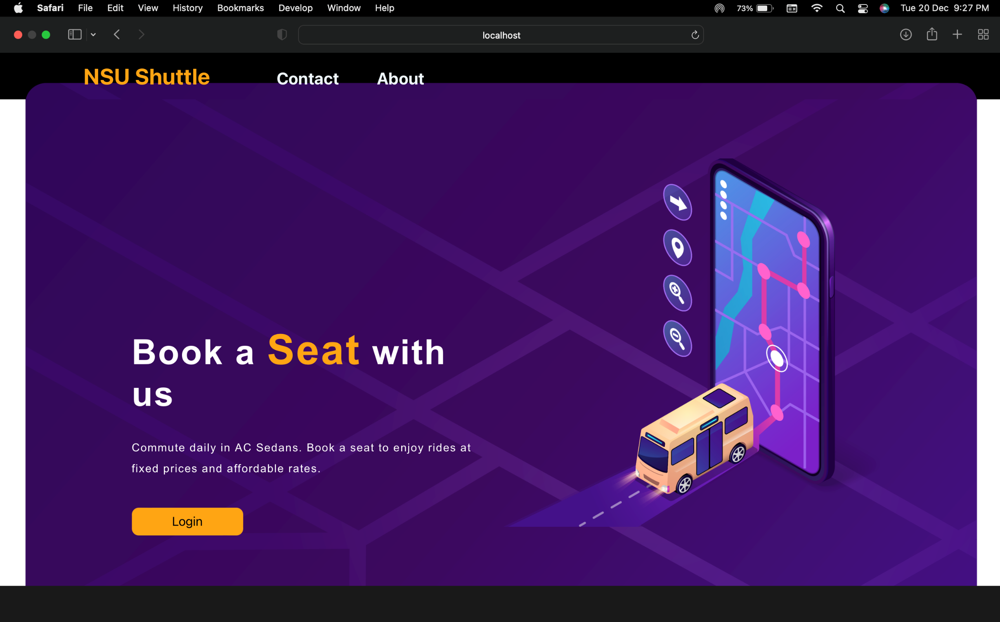 Safari File Edit View History Bookmarks Develop Window Help 73% Tue 20 Dec 9:27 PM
localhost
NSU Shuttle Contact About
Book a Seat with
us
Commute daily in AC Sedans. Book a seat to enjoy rides at
fixed prices and affordable rates.
Login